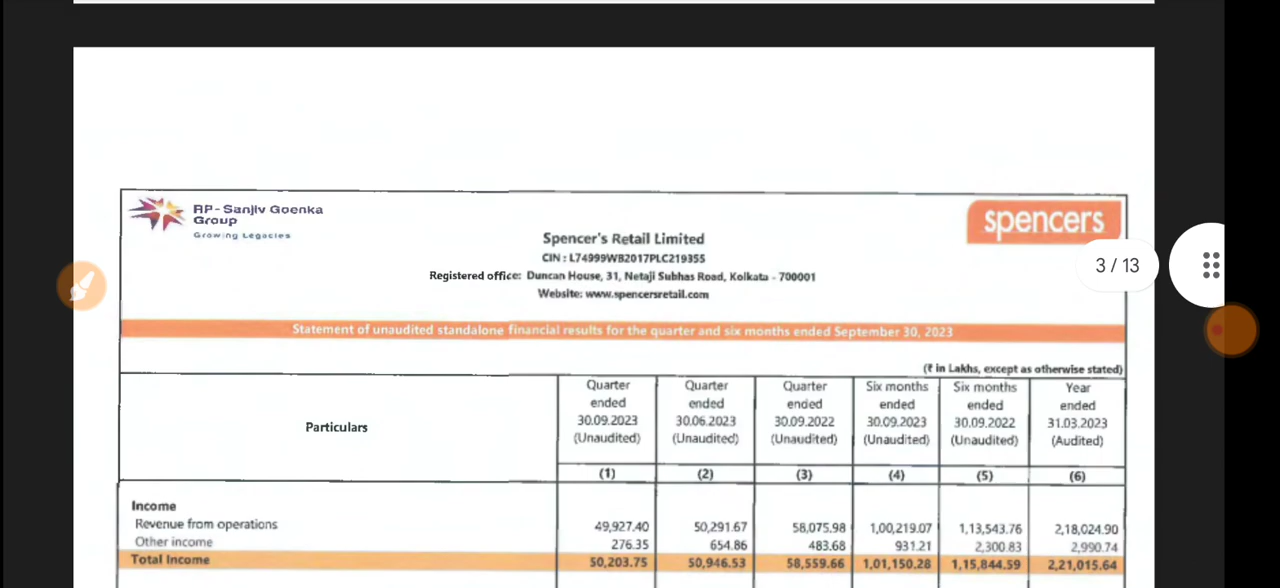 RP-Sanjiv Goenka
Group
Growing Legacies
spencers
Spencer's Retail Limited
CIN : L74999WB2017PLC219355
Registered office: Duncan House, 31, Netaji Subhas Road, Kolkata - 700001
Website: www.spencersretail.com
3 / 13
Statement of unaudited standalone financial results for the quarter and six months ended September 30, 2023
(₹ in Lakhs, except as otherwise stated)
Particulars
Quarter ended 30.09.2023 (Unaudited)
Quarter ended 30.06.2023 (Unaudited)
Quarter ended 30.09.2022 (Unaudited)
Six months ended 30.09.2023 (Unaudited)
Six months ended 30.09.2022 (Unaudited)
Year ended 31.03.2023 (Audited)
(1) (2) (3) (4) (5) (6)
Income
Revenue from operations 49,927.40 50,291.67 58,075.98 1,00,219.07 1,13,543.76 2,18,024.90
Other income 276.35 654.86 483.68 931.21 2,300.83 2,990.74
Total Income 50,203.75 50,946.53 58,559.66 1,01,150.28 1,15,844.59 2,21,015.64